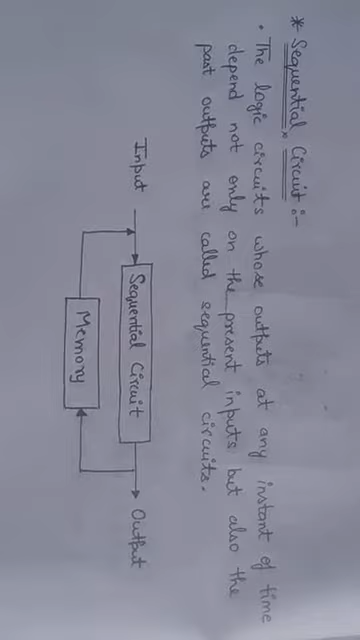 * Sequential Circuit :-
• The logic circuits whose outputs at any instant of time
depend not only on the present inputs but also the
past outputs are called sequential circuits.
Input
Sequential Circuit
Output
Memory